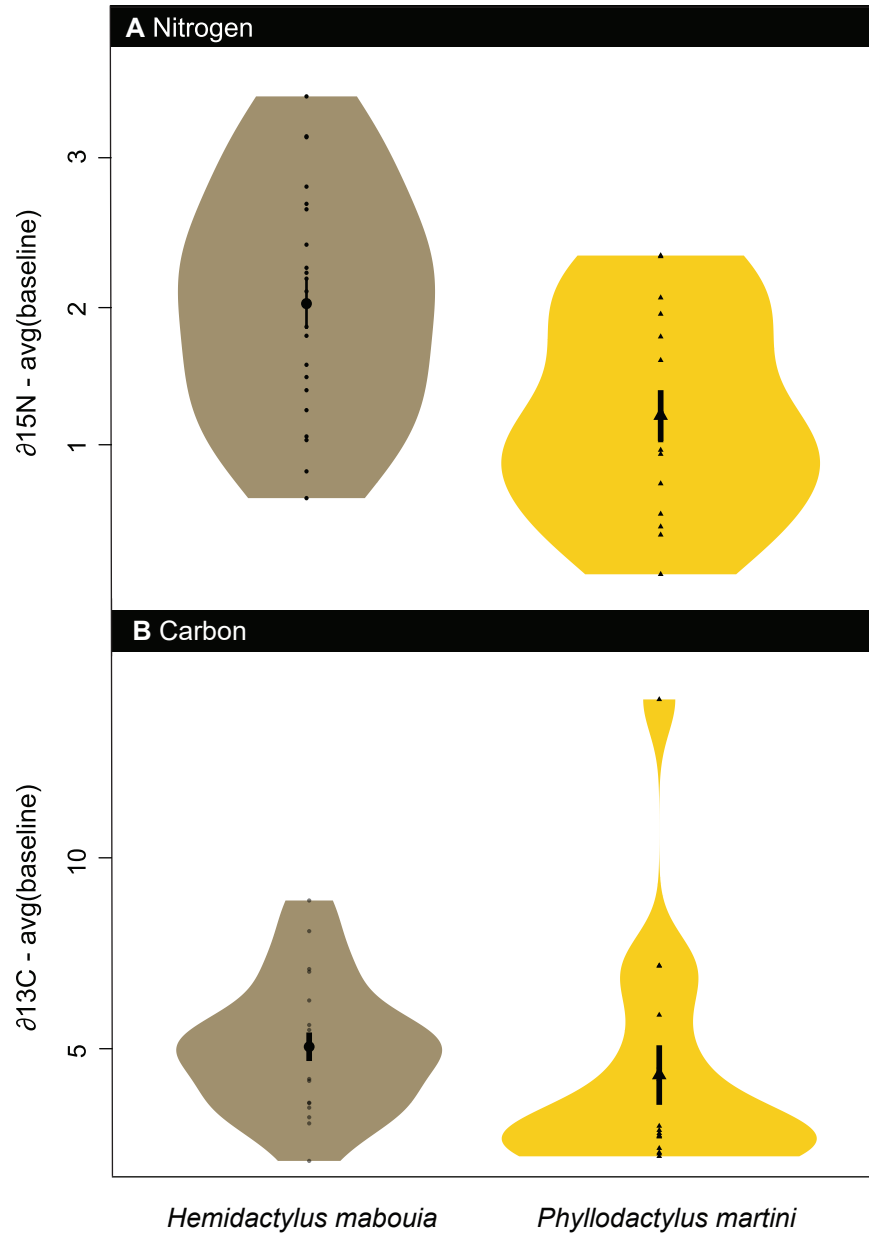 A Nitrogen
3
2
1
∂15N - avg(baseline)
B Carbon
10
5
∂13C - avg(baseline)
Hemidactylus mabouia
Phyllodactylus martini